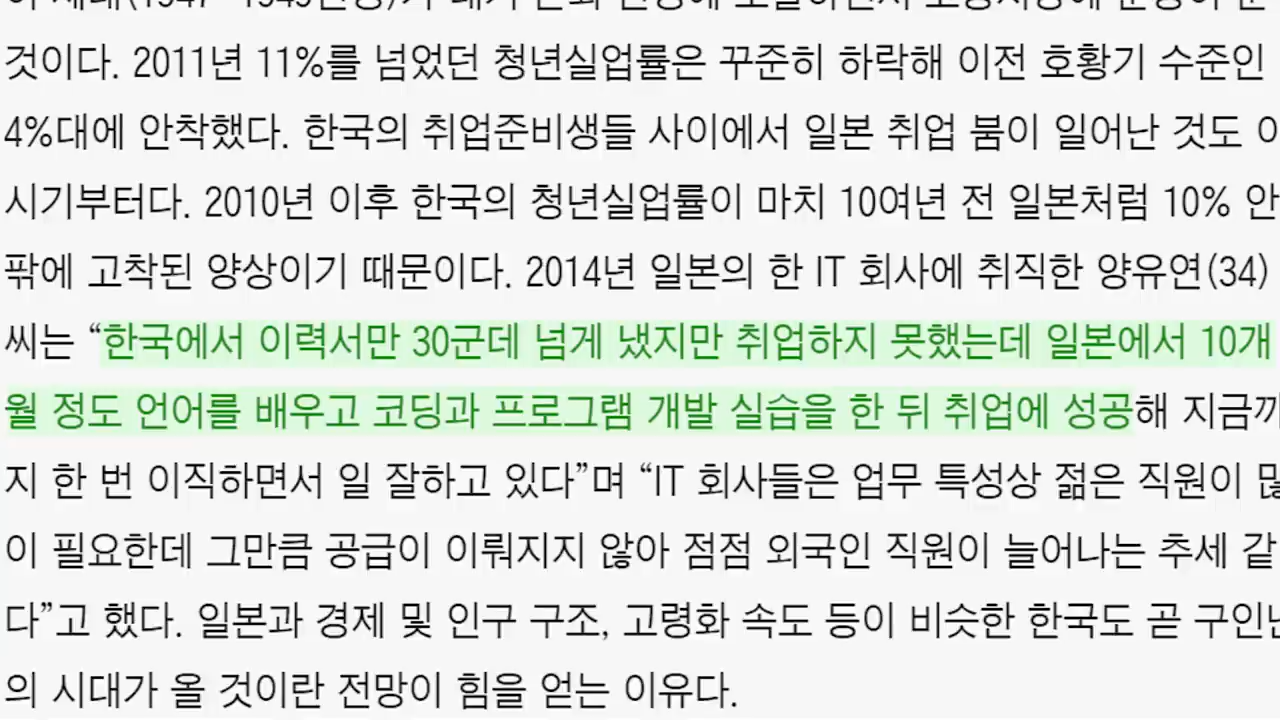 것이다. 2011년 11%를 넘었던 청년실업률은 꾸준히 하락해 이전 호황기 수준인
4%대에 안착했다. 한국의 취업준비생들 사이에서 일본 취업 붐이 일어난 것도 이
시기부터다. 2010년 이후 한국의 청년실업률이 마치 10여년 전 일본처럼 10% 안
팎에 고착된 양상이기 때문이다. 2014년 일본의 한 IT 회사에 취직한 양유연(34)
씨는 “한국에서 이력서만 30군데 넘게 냈지만 취업하지 못했는데 일본에서 10개
월 정도 언어를 배우고 코딩과 프로그램 개발 실습을 한 뒤 취업에 성공해 지금까
지 한 번 이직하면서 일 잘하고 있다”며 “IT 회사들은 업무 특성상 젊은 직원이 많
이 필요한데 그만큼 공급이 이뤄지지 않아 점점 외국인 직원이 늘어나는 추세 같
다”고 했다. 일본과 경제 및 인구 구조, 고령화 속도 등이 비슷한 한국도 곧 구인난
의 시대가 올 것이란 전망이 힘을 얻는 이유다.